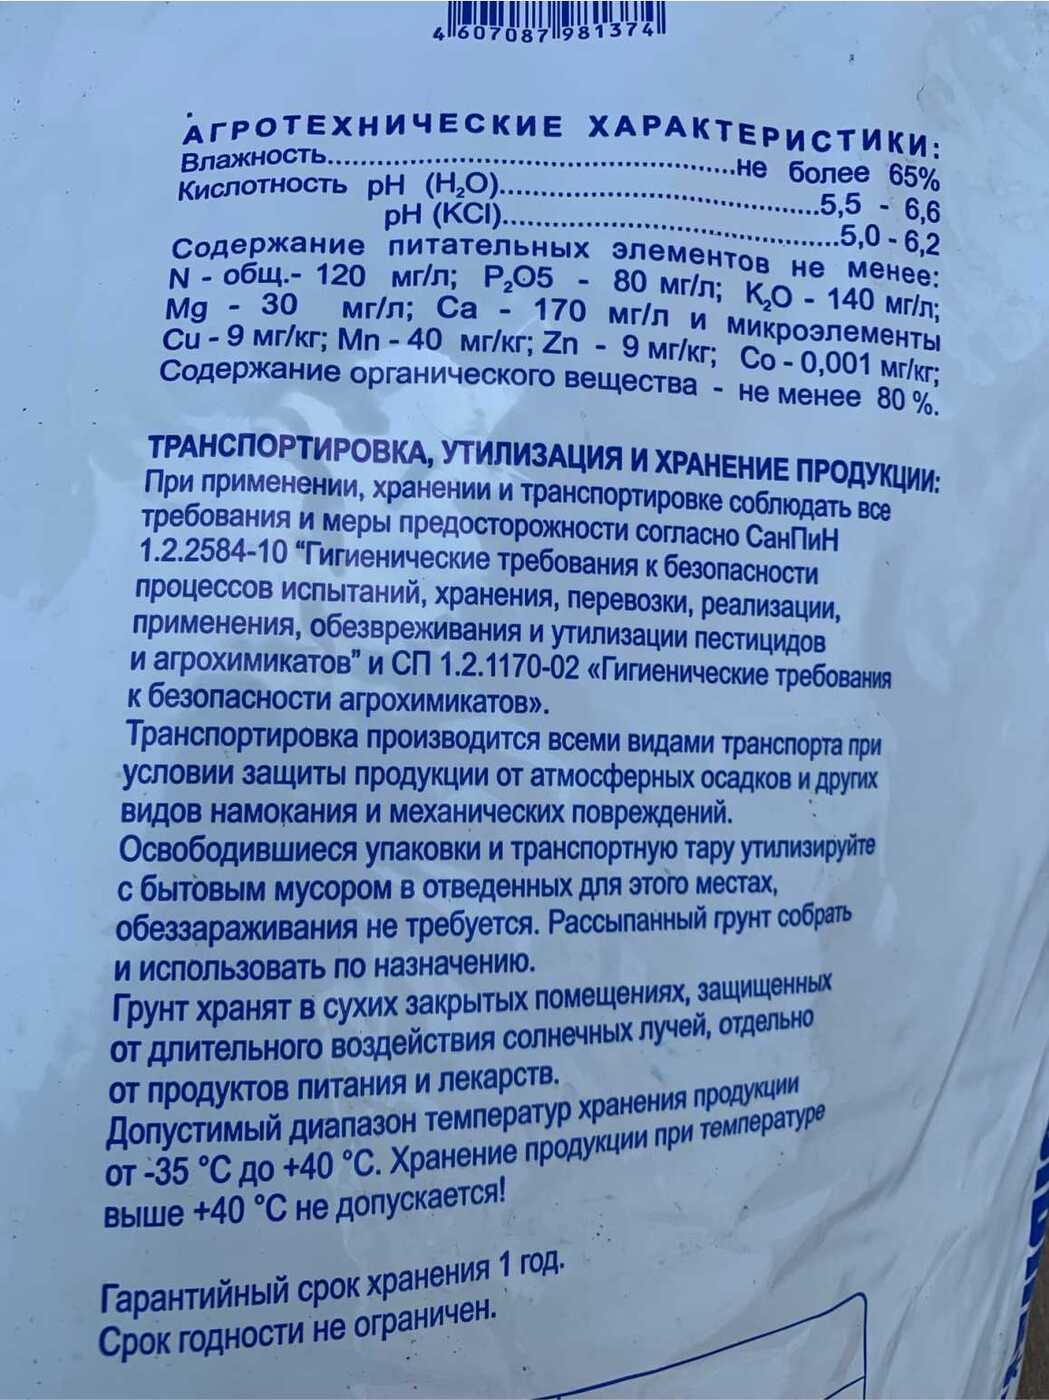 4 607087 981374
АГРОТЕХНИЧЕСКИЕ ХАРАКТЕРИСТИКИ:
Влажность..................................................не более 65%
Кислотность pH (H₂O)........................................5,5 - 6,6
pH (KCl)..........................................5,0 - 6,2
Содержание питательных элементов не менее:
N - общ.- 120 мг/л; P₂O5 - 80 мг/л; K₂O - 140 мг/л;
Mg - 30 мг/л; Ca - 170 мг/л и микроэлементы
Cu - 9 мг/кг; Mn - 40 мг/кг; Zn - 9 мг/кг; Co - 0,001 мг/кг;
Содержание органического вещества - не менее 80 %.
ТРАНСПОРТИРОВКА, УТИЛИЗАЦИЯ И ХРАНЕНИЕ ПРОДУКЦИИ:
При применении, хранении и транспортировке соблюдать все
требования и меры предосторожности согласно СанПиН
1.2.2584-10 “Гигиенические требования к безопасности
процессов испытаний, хранения, перевозки, реализации,
применения, обезвреживания и утилизации пестицидов
и агрохимикатов” и СП 1.2.1170-02 «Гигиенические требования
к безопасности агрохимикатов».
Транспортировка производится всеми видами транспорта при
условии защиты продукции от атмосферных осадков и других
видов намокания и механических повреждений.
Освободившиеся упаковки и транспортную тару утилизируйте
с бытовым мусором в отведенных для этого местах,
обеззараживания не требуется. Рассыпанный грунт собрать
и использовать по назначению.
Грунт хранят в сухих закрытых помещениях, защищенных
от длительного воздействия солнечных лучей, отдельно
от продуктов питания и лекарств.
Допустимый диапазон температур хранения продукции
от -35 °С до +40 °С. Хранение продукции при температуре
выше +40 °С не допускается!
Гарантийный срок хранения 1 год.
Срок годности не ограничен.